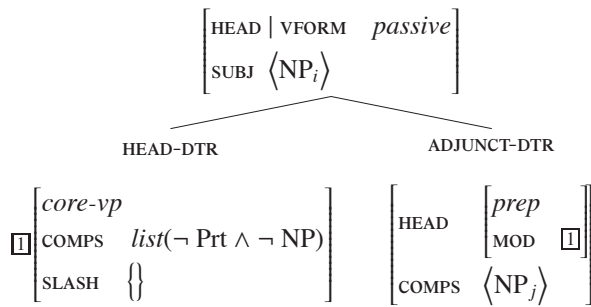 HEAD | VFORM passive
SUBJ ⟨NPᵢ⟩
HEAD-DTR ADJUNCT-DTR
core-vp
1 COMPS list(¬ Prt ∧ ¬ NP)
SLASH {}
prep
HEAD MOD 1
COMPS ⟨NPⱼ⟩